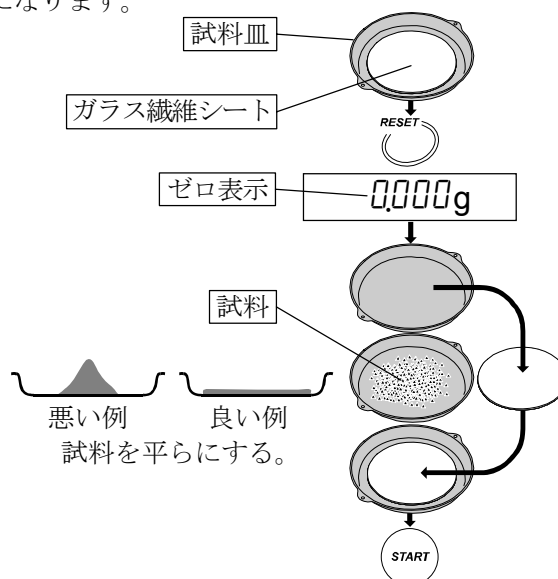 になります。
試料皿
ガラス繊維シート
RESET
ゼロ表示
0.000g
試料
悪い例
良い例
試料を平らにする。
START